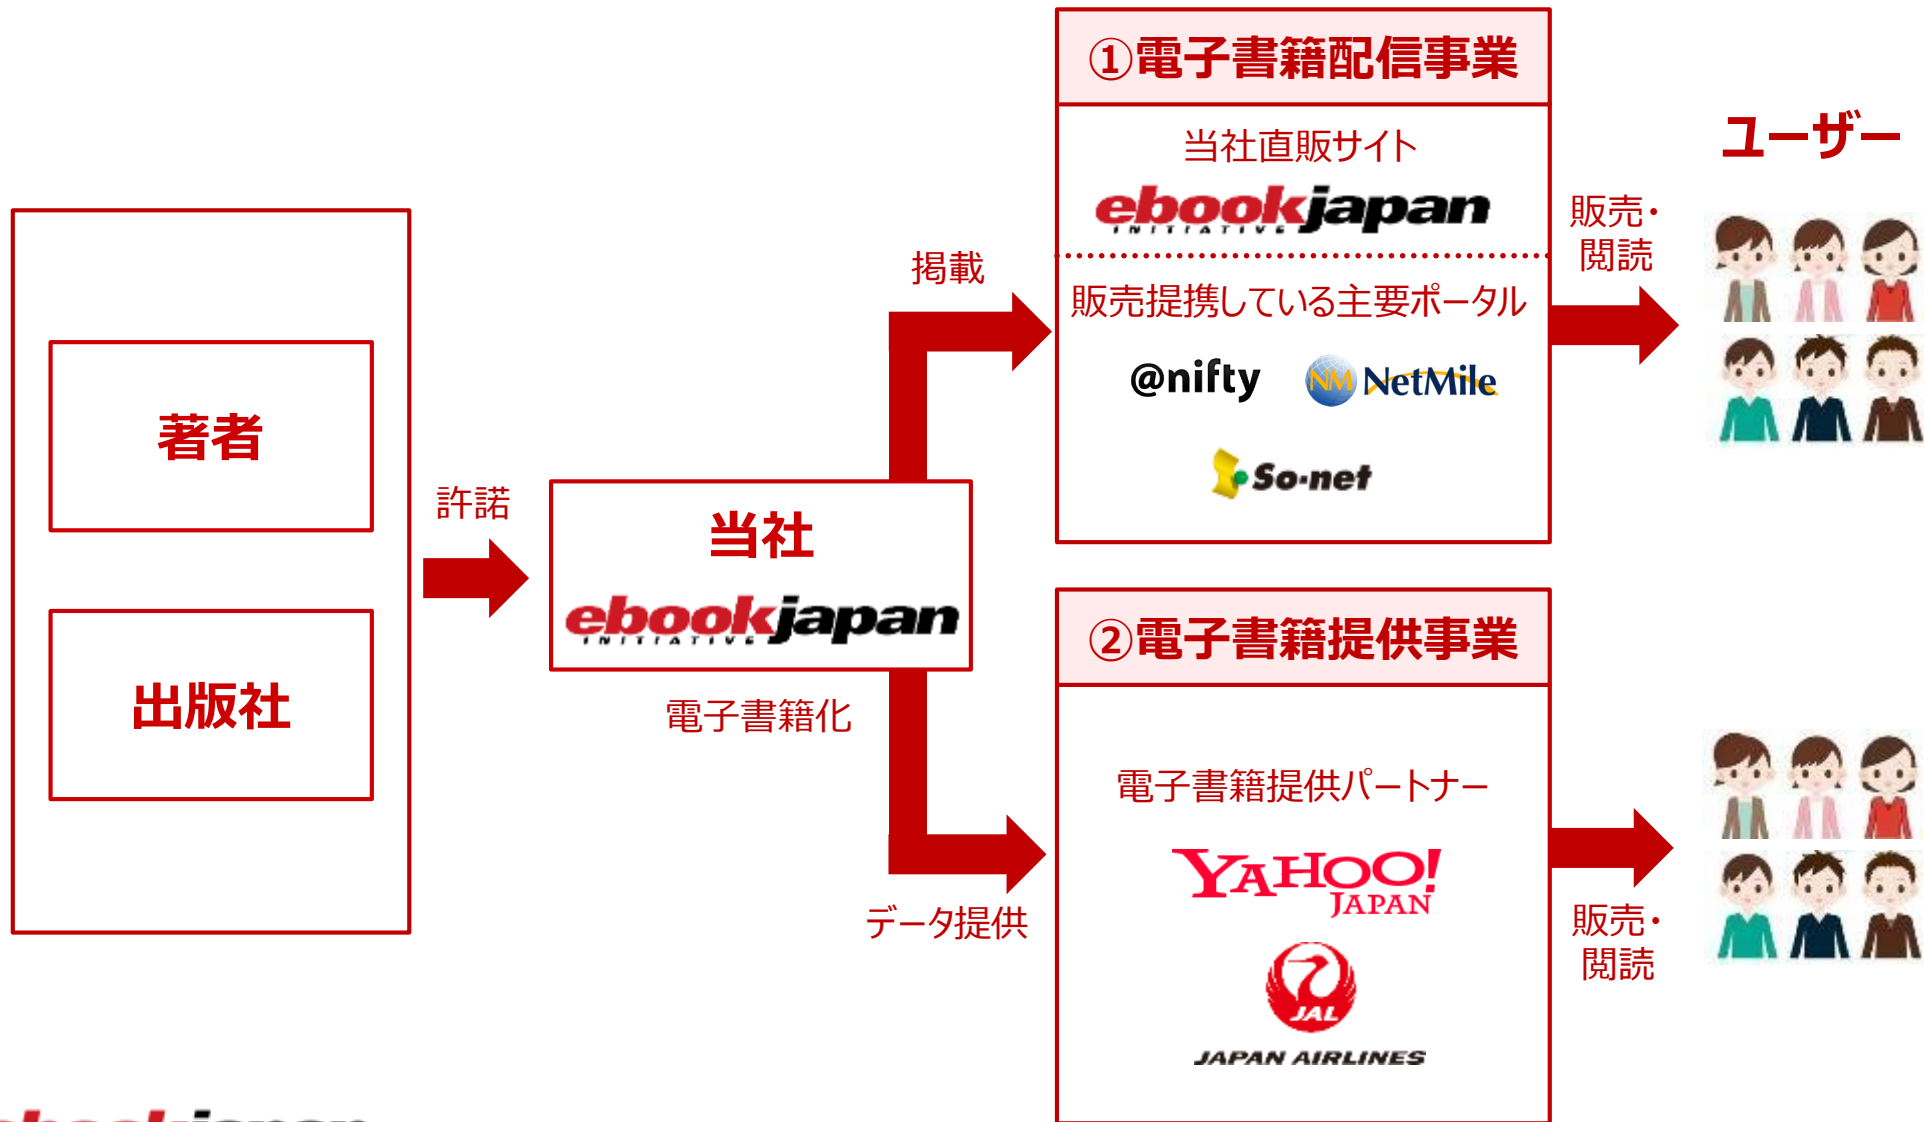 著者
出版社
許諾
当社
ebookjapan
INITIATIVE
電子書籍化
掲載
データ提供
①電子書籍配信事業
当社直販サイト
ebookjapan
INITIATIVE
販売提携している主要ポータル
@nifty
NM NetMile
So-net
販売・
閲読
ユーザー
②電子書籍提供事業
電子書籍提供パートナー
YAHOO!
JAPAN
JAL
JAPAN AIRLINES
販売・
閲読
ebookjapan